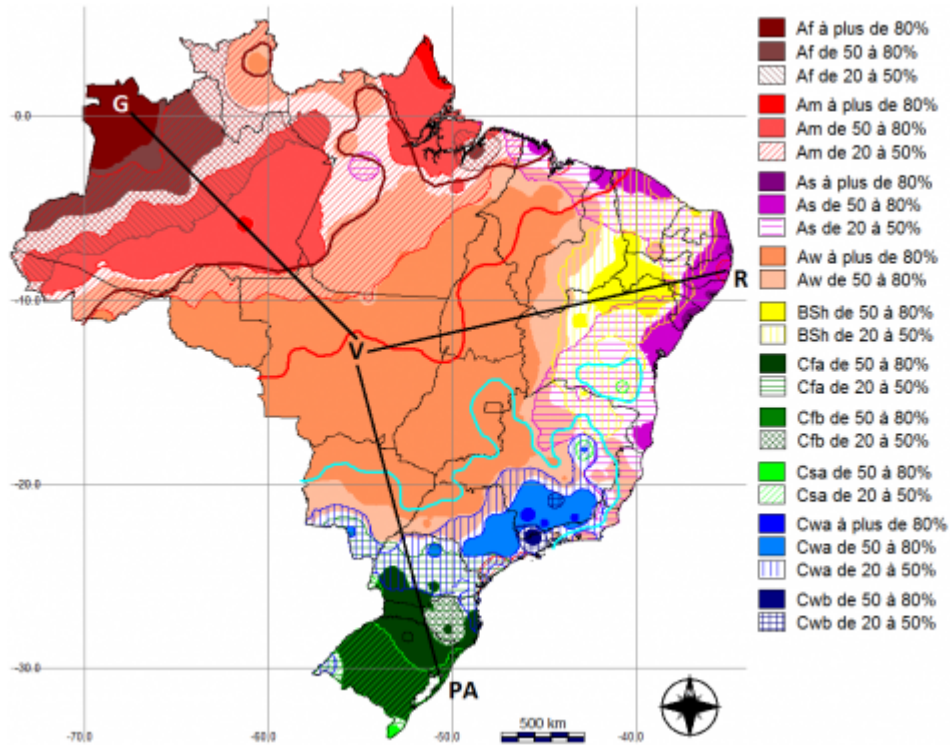 Af à plus de 80%
Af de 50 à 80%
Af de 20 à 50%
Am à plus de 80%
Am de 50 à 80%
Am de 20 à 50%
As à plus de 80%
As de 50 à 80%
As de 20 à 50%
Aw à plus de 80%
Aw de 50 à 80%
BSh de 50 à 80%
BSh de 20 à 50%
Cfa de 50 à 80%
Cfa de 20 à 50%
Cfb de 50 à 80%
Cfb de 20 à 50%
Csa de 50 à 80%
Csa de 20 à 50%
Cwa à plus de 80%
Cwa de 50 à 80%
Cwa de 20 à 50%
Cwb de 50 à 80%
Cwb de 20 à 50%
G
0.0
R
-10.0
V
-20.0
-30.0
PA
500 km
-70.0
-60.0
-50.0
-40.0